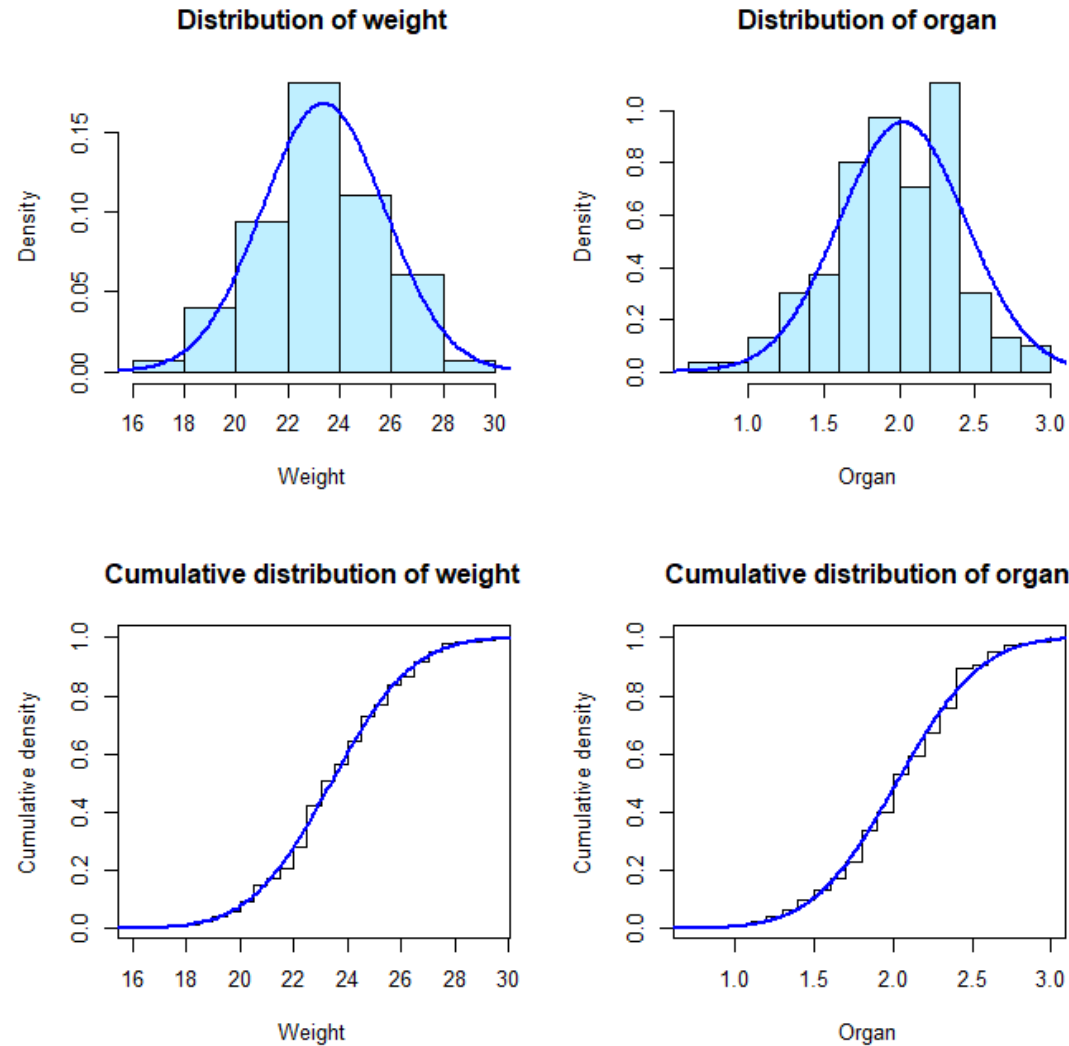 Distribution of weight
Density
0.00 0.05 0.10 0.15
16 18 20 22 24 26 28 30
Weight
Distribution of organ
Density
0.0 0.2 0.4 0.6 0.8 1.0
1.0 1.5 2.0 2.5 3.0
Organ
Cumulative distribution of weight
Cumulative density
0.0 0.2 0.4 0.6 0.8 1.0
16 18 20 22 24 26 28 30
Weight
Cumulative distribution of organ
Cumulative density
0.0 0.2 0.4 0.6 0.8 1.0
1.0 1.5 2.0 2.5 3.0
Organ